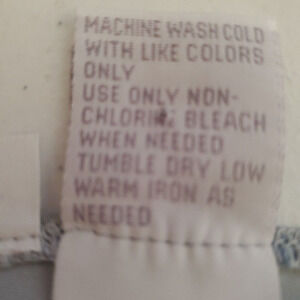 MACHINE WASH COLD
WITH LIKE COLORS
ONLY
USE ONLY NON-
CHLORIN BLEACH
WHEN NEEDED
TUMBLE DRY LOW
WARM IRON AS
NEEDED